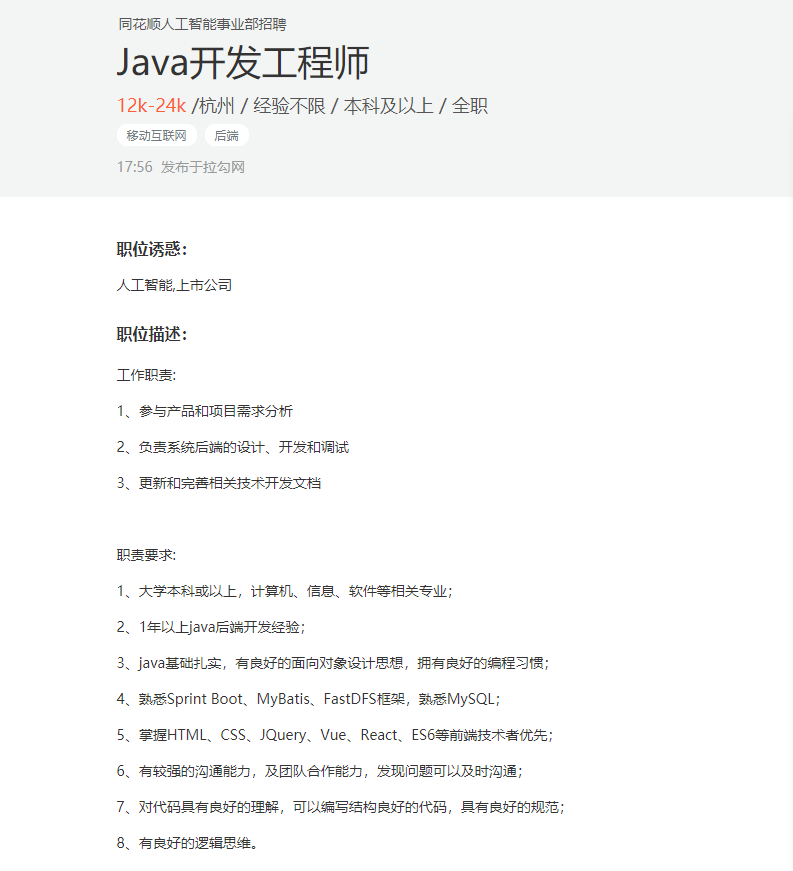 同花顺人工智能事业部招聘
Java开发工程师
12k-24k /杭州 / 经验不限 / 本科及以上 / 全职
移动互联网 后端
17:56 发布于拉勾网
职位诱惑：
人工智能,上市公司
职位描述：
工作职责:
1、参与产品和项目需求分析
2、负责系统后端的设计、开发和调试
3、更新和完善相关技术开发文档
职责要求:
1、大学本科或以上，计算机、信息、软件等相关专业；
2、1年以上java后端开发经验；
3、java基础扎实，有良好的面向对象设计思想，拥有良好的编程习惯；
4、熟悉Sprint Boot、MyBatis、FastDFS框架，熟悉MySQL；
5、掌握HTML、CSS、JQuery、Vue、React、ES6等前端技术者优先；
6、有较强的沟通能力，及团队合作能力，发现问题可以及时沟通；
7、对代码具有良好的理解，可以编写结构良好的代码，具有良好的规范；
8、有良好的逻辑思维。